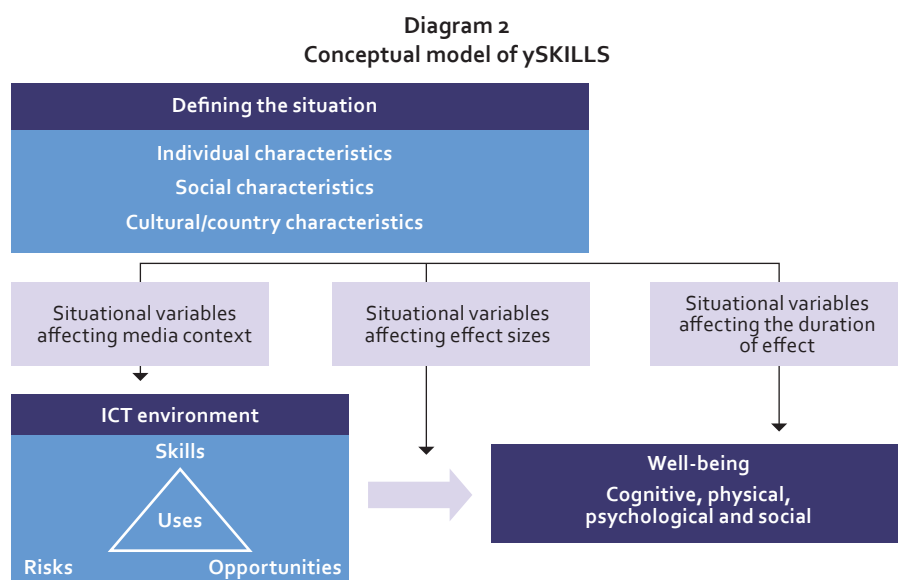 Diagram 2
Conceptual model of ySKILLS
Defining the situation
Individual characteristics
Social characteristics
Cultural/country characteristics
Situational variables
affecting media context
Situational variables
affecting effect sizes
Situational variables
affecting the duration
of effect
ICT environment
Skills
Uses
Risks
Opportunities
Well-being
Cognitive, physical,
psychological and social